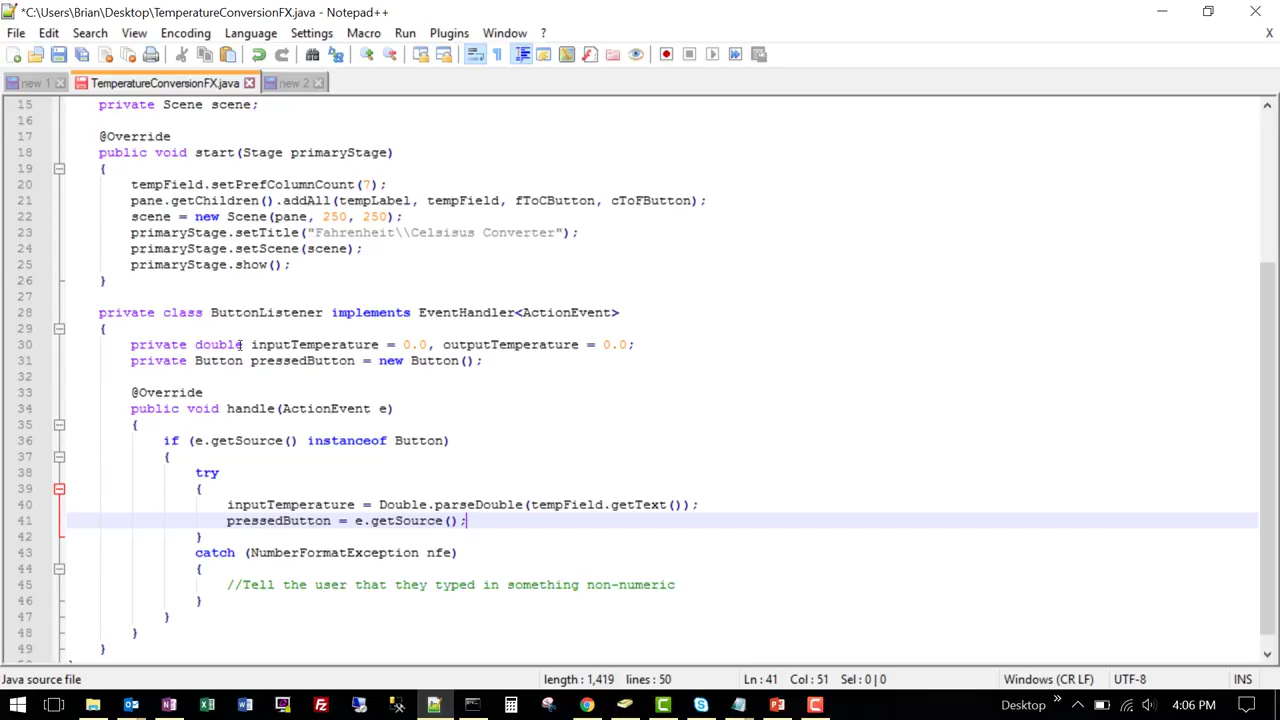 *C:\Users\Brian\Desktop\TemperatureConversionFX.java - Notepad++
File Edit Search View Encoding Language Settings Macro Run Plugins Window ? X
new 1 TemperatureConversionFX.java new 2
15 private Scene scene;
16
17 @Override
18 public void start(Stage primaryStage)
19 {
20 tempField.setPrefColumnCount(7);
21 pane.getChildren().addAll(tempLabel, tempField, fToCButton, cToFButton);
22 scene = new Scene(pane, 250, 250);
23 primaryStage.setTitle("Fahrenheit\\Celsisus Converter");
24 primaryStage.setScene(scene);
25 primaryStage.show();
26 }
27
28 private class ButtonListener implements EventHandler<ActionEvent>
29 {
30 private double inputTemperature = 0.0, outputTemperature = 0.0;
31 private Button pressedButton = new Button();
32
33 @Override
34 public void handle(ActionEvent e)
35 {
36 if (e.getSource() instanceof Button)
37 {
38 try
39 {
40 inputTemperature = Double.parseDouble(tempField.getText());
41 pressedButton = e.getSource();
42 }
43 catch (NumberFormatException nfe)
44 {
45 //Tell the user that they typed in something non-numeric
46 }
47 }
48 }
49 }
Java source file length : 1,419 lines : 50 Ln : 41 Col : 51 Sel : 0 | 0 Windows (CR LF) UTF-8 INS
Desktop 4:06 PM